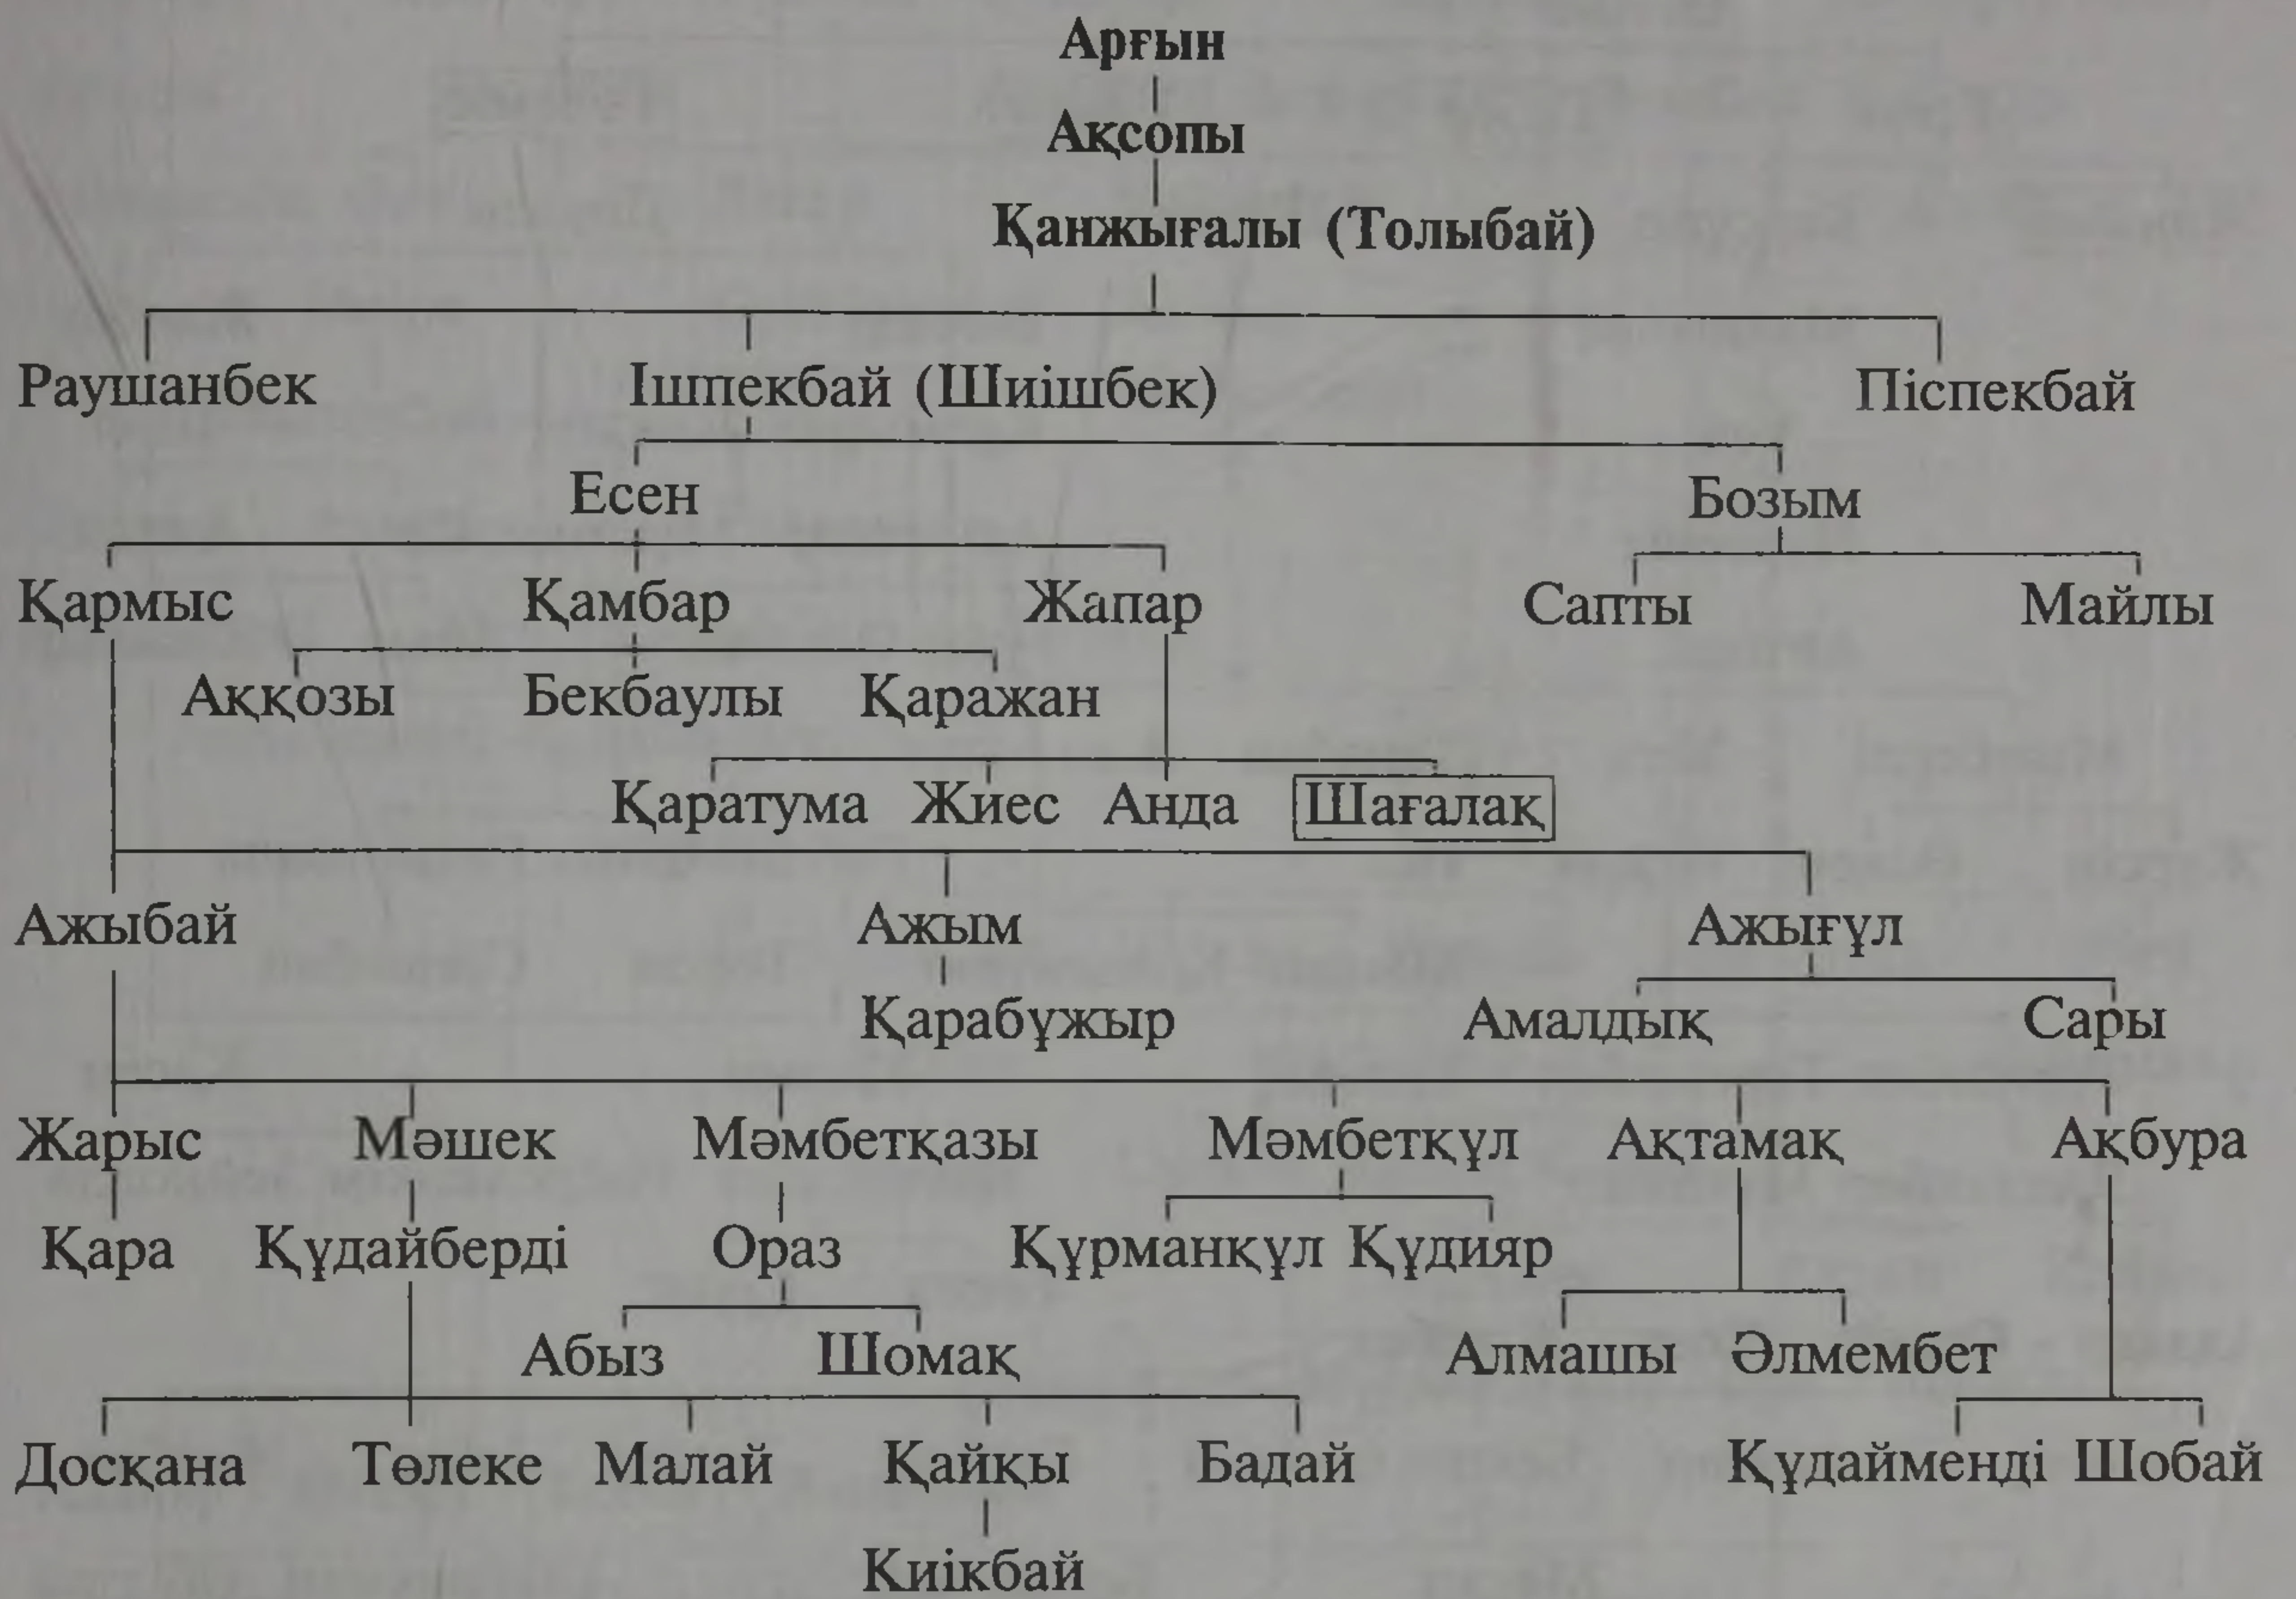 Арғын
Ақсопы
Қанжығалы (Толыбай)
Раушанбек Ішпекбай (Шиішбек) Піспекбай
Есен Бозым
Қармыс Қамбар Жапар Сапты Майлы
Аққозы Бекбаулы Қаражан
Қаратума Жиес Анда Шағалақ
Ажыбай Ажым Ажығұл
Қарабұжыр Амалдық Сары
Жарыс Мәшек Мәмбетқазы Мәмбетқұл Ақтамақ Ақбура
Қара Құдайберді Ораз Құрманқұл Құдияр
Абыз Шомақ Алмашы Әлмембет
Досқана Төлеке Малай Қайқы Бадай Құдайменді Шобай
Киікбай